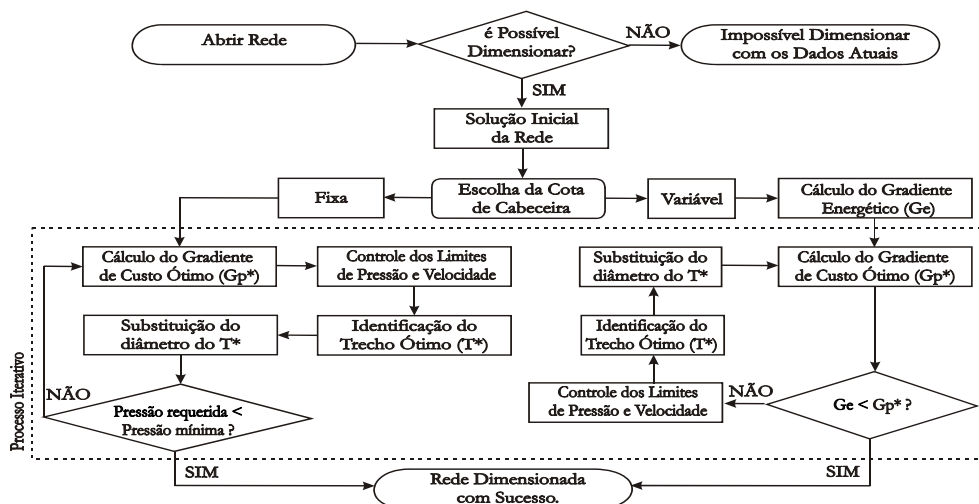 Abrir Rede
é Possível
Dimensionar?
NÃO
Impossível Dimensionar
com os Dados Atuais
SIM
Solução Inicial
da Rede
Fixa
Escolha da Cota
de Cabeceira
Variável
Cálculo do Gradiente
Energético (Ge)
Cálculo do Gradiente
de Custo Ótimo (Gp*)
Controle dos Limites
de Pressão e Velocidade
Substituição do
diâmetro do T*
Cálculo do Gradiente
de Custo Ótimo (Gp*)
Substituição do
diâmetro do T*
Identificação do
Trecho Ótimo (T*)
Identificação do
Trecho Ótimo (T*)
Processo Iterativo
NÃO
Pressão requerida <
Pressão mínima ?
Controle dos Limites
de Pressão e Velocidade
NÃO
Ge < Gp* ?
SIM
SIM
Rede Dimensionada
com Sucesso.